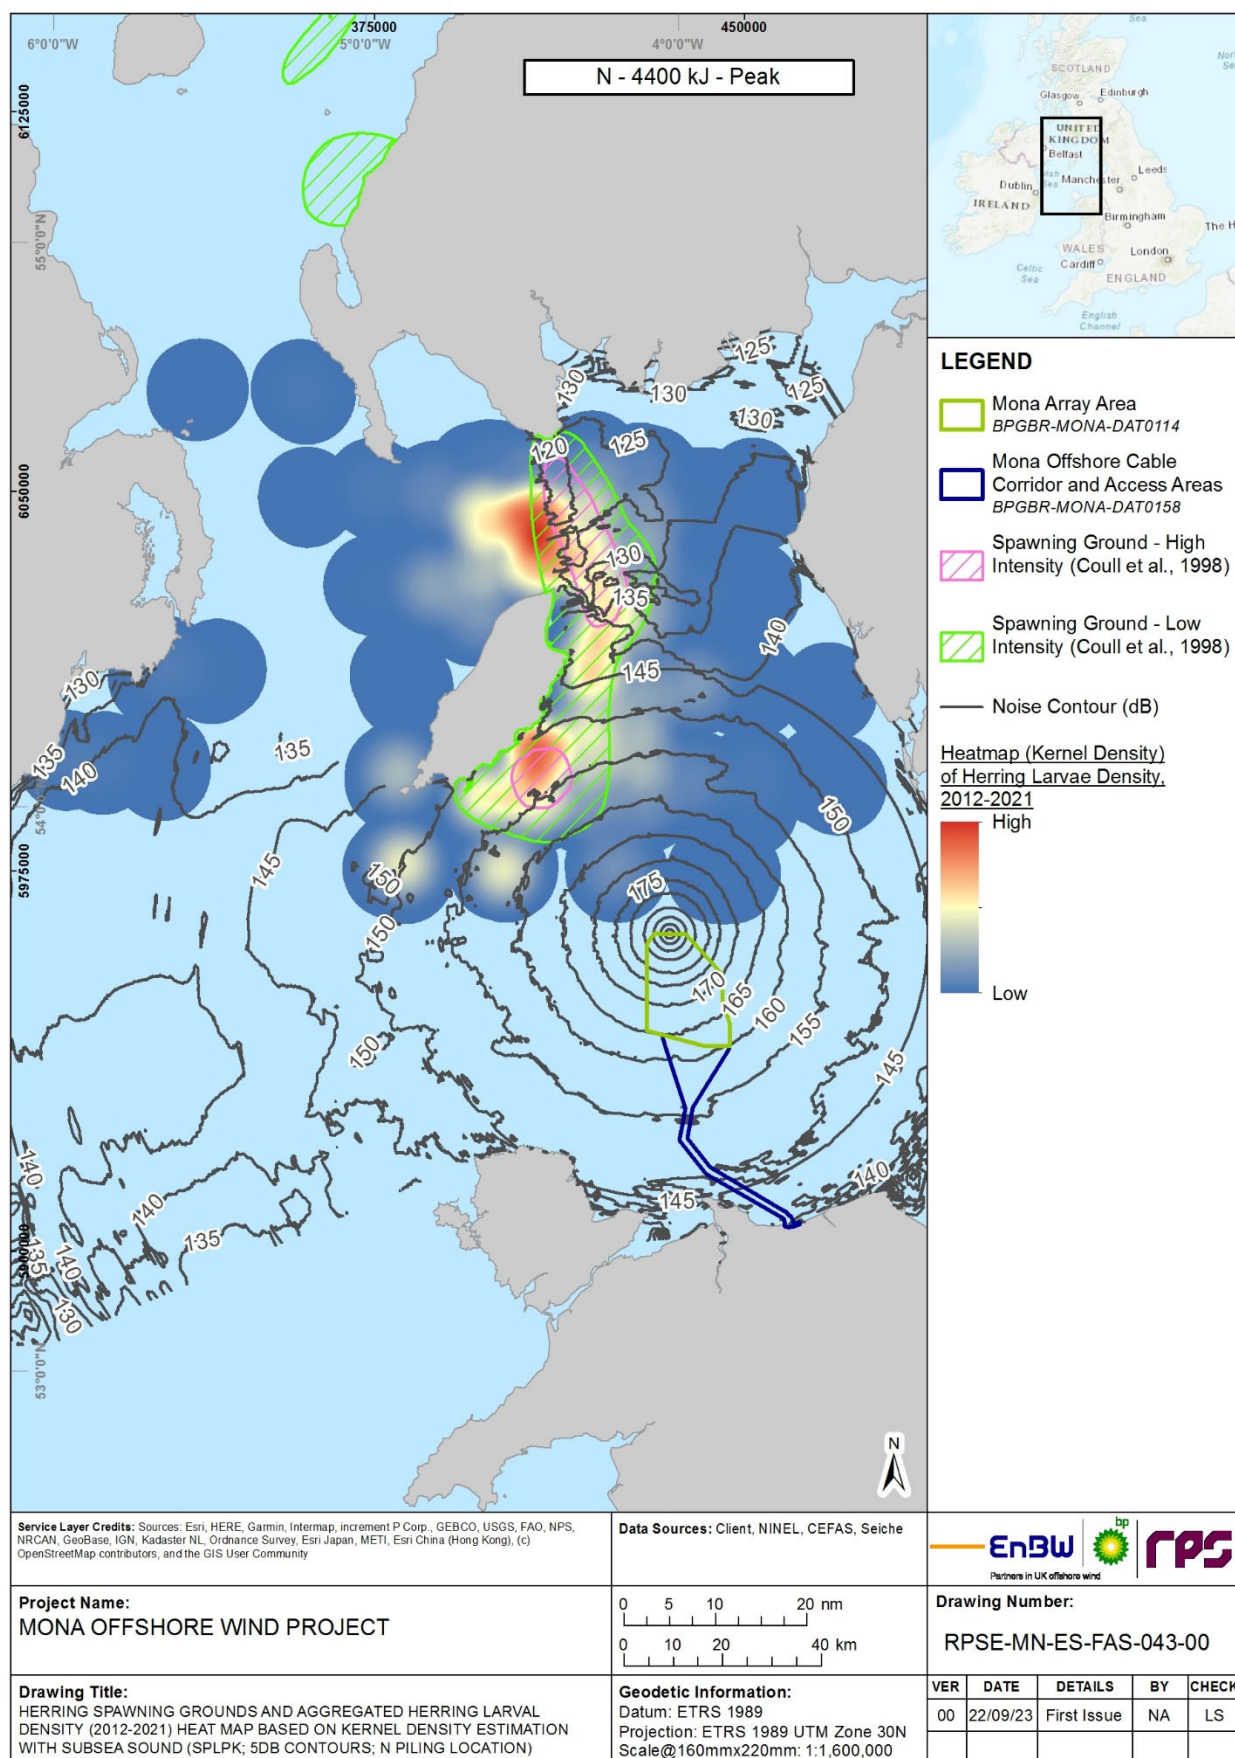 375000
450000
6°0'0"W
5°0'0"W
4°0'0"W
N - 4400 kJ - Peak
6125000
55°0'0"N
6050000
54°0'0"N
5975000
5900000
53°0'0"N
125
130
130
125
130
120
125
130
135
140
145
130
135
140
135
145
150
150
150
150
175
170
165
160
155
145
140
145
140
140
135
135
140
130
N
SCOTLAND
Glasgow
Edinburgh
UNITED
KINGDOM
Belfast
Dublin
Manchester
Leeds
IRELAND
Birmingham
The H
WALES
Cardiff
London
ENGLAND
Celtic
Sea
English
Channel
LEGEND
Mona Array Area
BPGBR-MONA-DAT0114
Mona Offshore Cable
Corridor and Access Areas
BPGBR-MONA-DAT0158
Spawning Ground - High
Intensity (Coull et al., 1998)
Spawning Ground - Low
Intensity (Coull et al., 1998)
Noise Contour (dB)
Heatmap (Kernel Density)
of Herring Larvae Density,
2012-2021
High
Low
Service Layer Credits: Sources: Esri, HERE, Garmin, Intermap, increment P Corp., GEBCO, USGS, FAO, NPS,
NRCAN, GeoBase, IGN, Kadaster NL, Ordnance Survey, Esri Japan, METI, Esri China (Hong Kong), (c)
OpenStreetMap contributors, and the GIS User Community
Data Sources: Client, NINEL, CEFAS, Seiche
EnBW
bp
rps
Partners in UK offshore wind
Project Name:
MONA OFFSHORE WIND PROJECT
0 5 10 20 nm
0 10 20 40 km
Drawing Number:
RPSE-MN-ES-FAS-043-00
Drawing Title:
HERRING SPAWNING GROUNDS AND AGGREGATED HERRING LARVAL
DENSITY (2012-2021) HEAT MAP BASED ON KERNEL DENSITY ESTIMATION
WITH SUBSEA SOUND (SPLPK; 5DB CONTOURS; N PILING LOCATION)
Geodetic Information:
Datum: ETRS 1989
Projection: ETRS 1989 UTM Zone 30N
Scale@160mmx220mm: 1:1,600,000
VER DATE DETAILS BY CHECK
00 22/09/23 First Issue NA LS